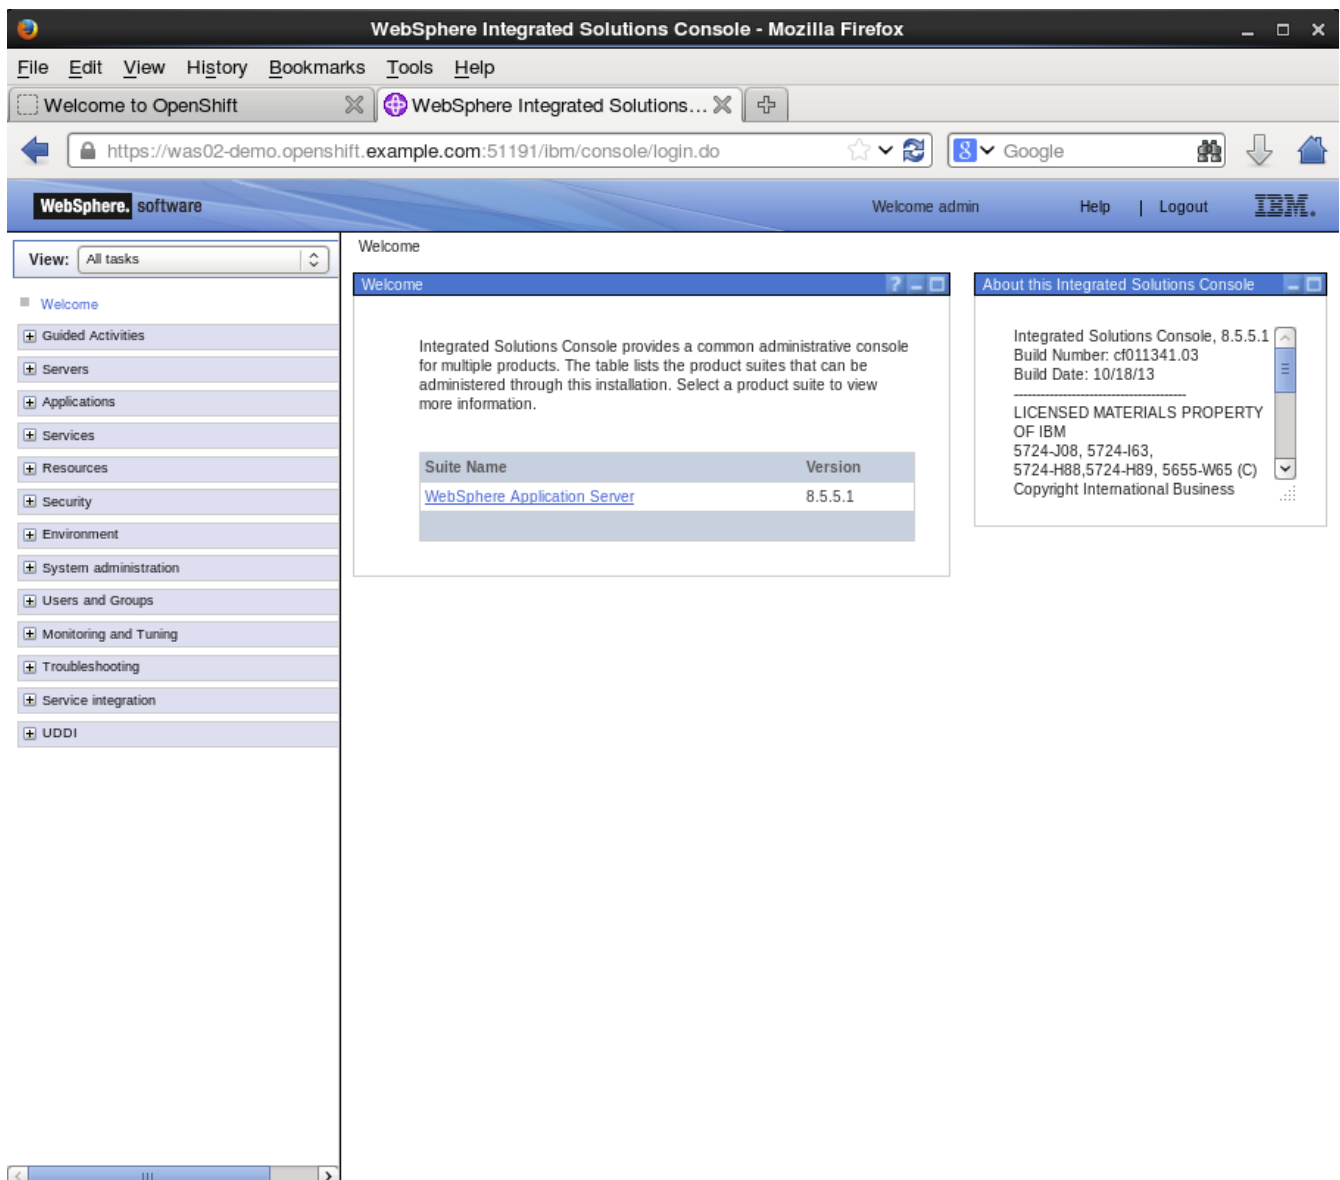 WebSphere Integrated Solutions Console - Mozilla Firefox
File Edit View History Bookmarks Tools Help
Welcome to OpenShift
WebSphere Integrated Solutions...
https://was02-demo.openshift.example.com:51191/ibm/console/login.do
8 Google
WebSphere. software
Welcome admin
Help | Logout
IBM.
View: All tasks
Welcome
Guided Activities
Servers
Applications
Services
Resources
Security
Environment
System administration
Users and Groups
Monitoring and Tuning
Troubleshooting
Service integration
UDDI
Welcome
Welcome
?
Integrated Solutions Console provides a common administrative console
for multiple products. The table lists the product suites that can be
administered through this installation. Select a product suite to view
more information.
Suite Name Version
WebSphere Application Server 8.5.5.1
About this Integrated Solutions Console
Integrated Solutions Console, 8.5.5.1
Build Number: cf011341.03
Build Date: 10/18/13
----------------------------------------
LICENSED MATERIALS PROPERTY
OF IBM
5724-J08, 5724-I63,
5724-H88,5724-H89, 5655-W65 (C)
Copyright International Business